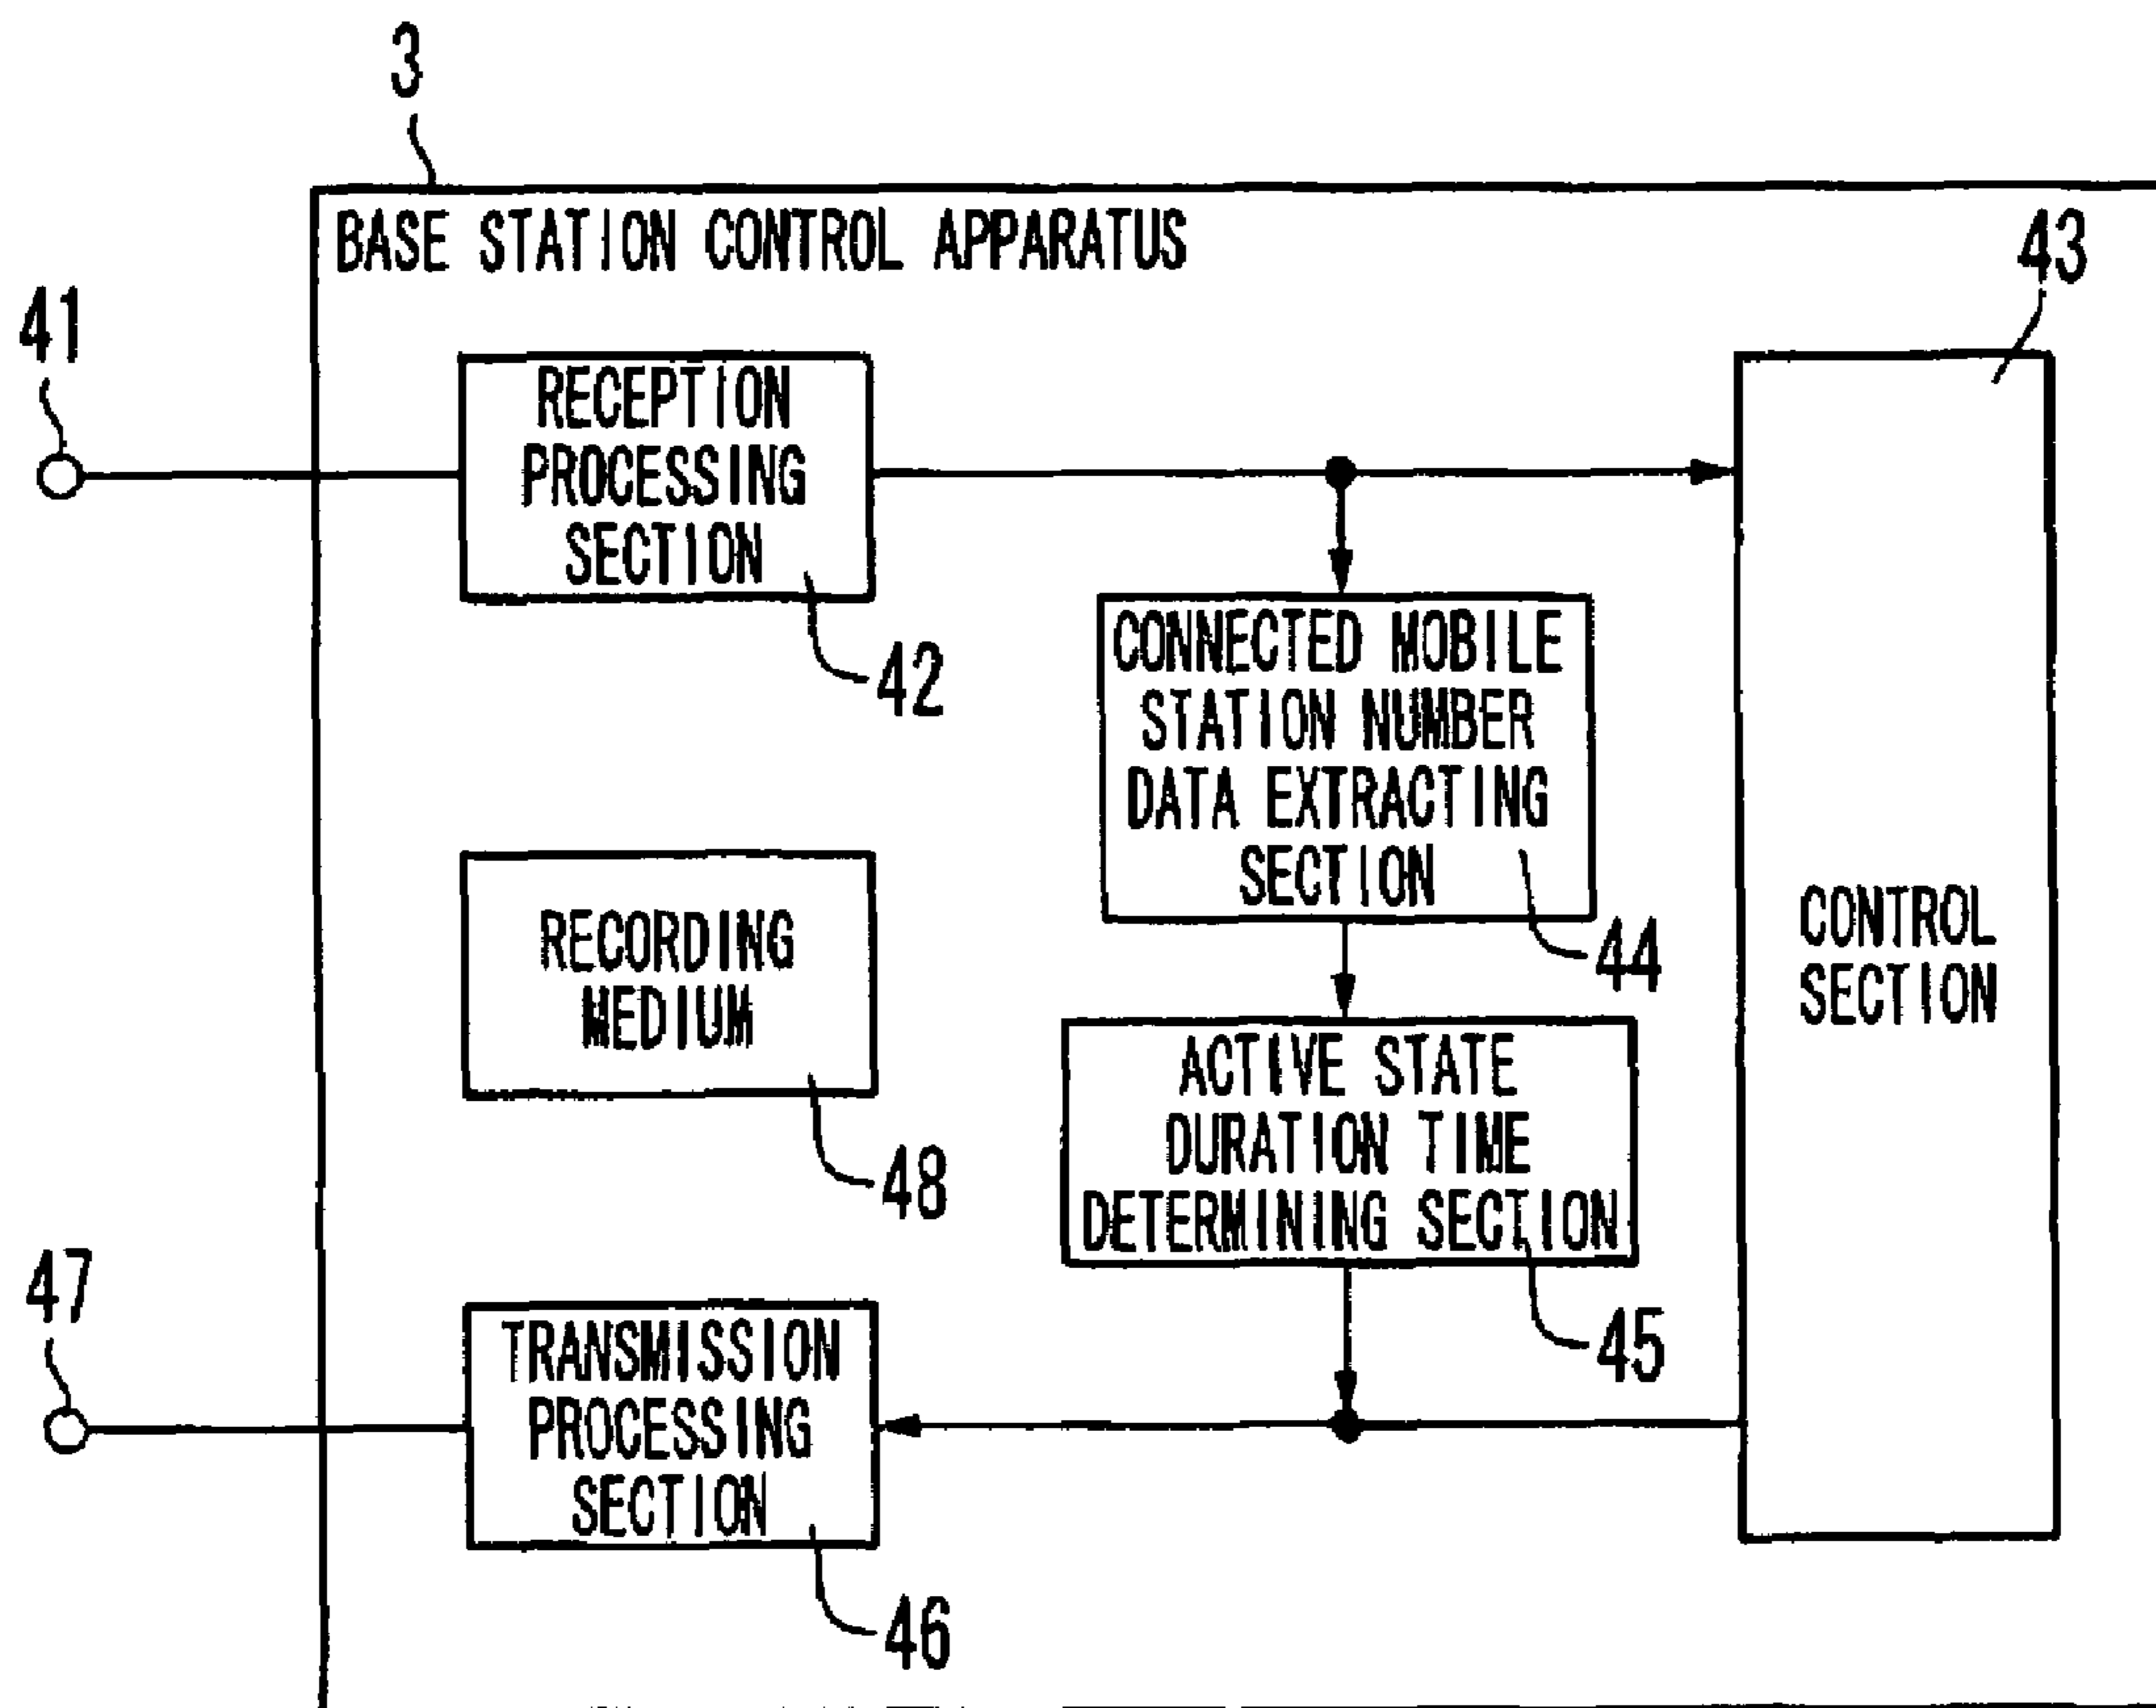 3
BASE STATION CONTROL APPARATUS
43
41
RECEPTION
PROCESSING
SECTION
42
CONNECTED MOBILE
STATION NUMBER
DATA EXTRACTING
SECTION
44
CONTROL
SECTION
RECORDING
MEDIUM
48
ACTIVE STATE
DURATION TIME
DETERMINING SECTION
45
47
TRANSMISSION
PROCESSING
SECTION
46